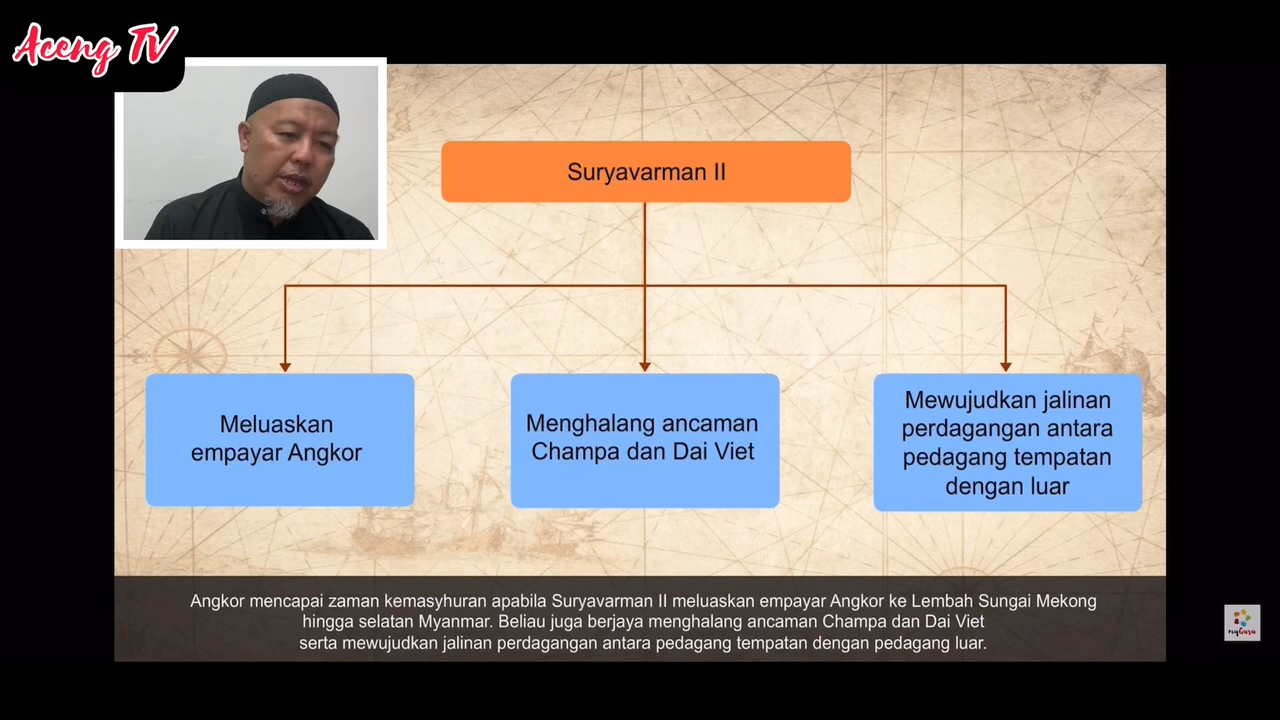 Aceng TV
Suryavarman II
Meluaskan
empayar Angkor
Menghalang ancaman
Champa dan Dai Viet
Mewujudkan jalinan
perdagangan antara
pedagang tempatan
dengan luar
Angkor mencapai zaman kemasyhuran apabila Suryavarman II meluaskan empayar Angkor ke Lembah Sungai Mekong
hingga selatan Myanmar. Beliau juga berjaya menghalang ancaman Champa dan Dai Viet
serta mewujudkan jalinan perdagangan antara pedagang tempatan dengan pedagang luar.
myGuru